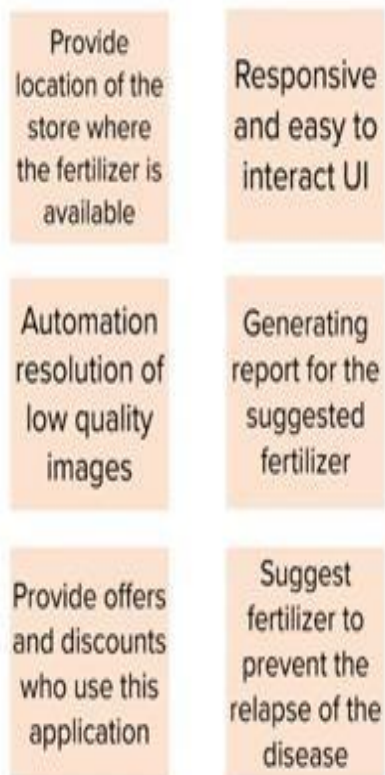 Provide
location of the
store where
the fertilizer is
available
Responsive
and easy to
interact UI
Automation
resolution of
low quality
images
Generating
report for the
suggested
fertilizer
Provide offers
and discounts
who use this
application
Suggest
fertilizer to
prevent the
relapse of the
disease